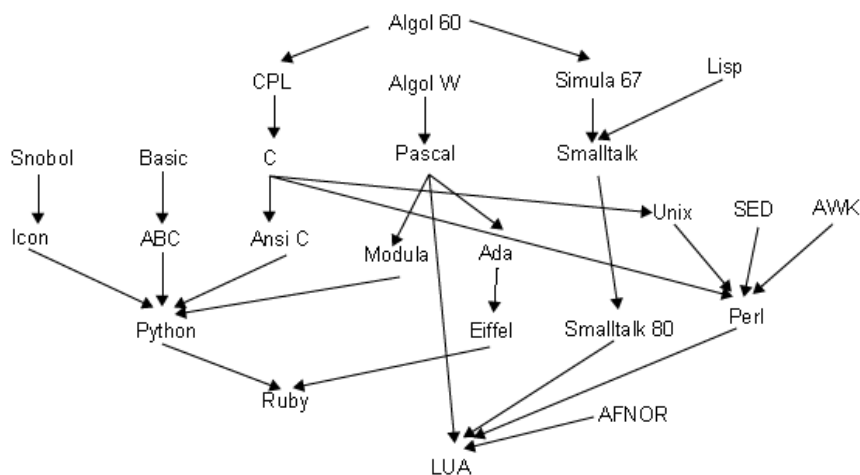 Algol 60
CPL
Algol W
Simula 67
Lisp
Snobol
Basic
C
Pascal
Smalltalk
Icon
ABC
Ansi C
Modula
Ada
Unix
SED
AWK
Python
Eiffel
Smalltalk 80
Perl
Ruby
AFNOR
LUA